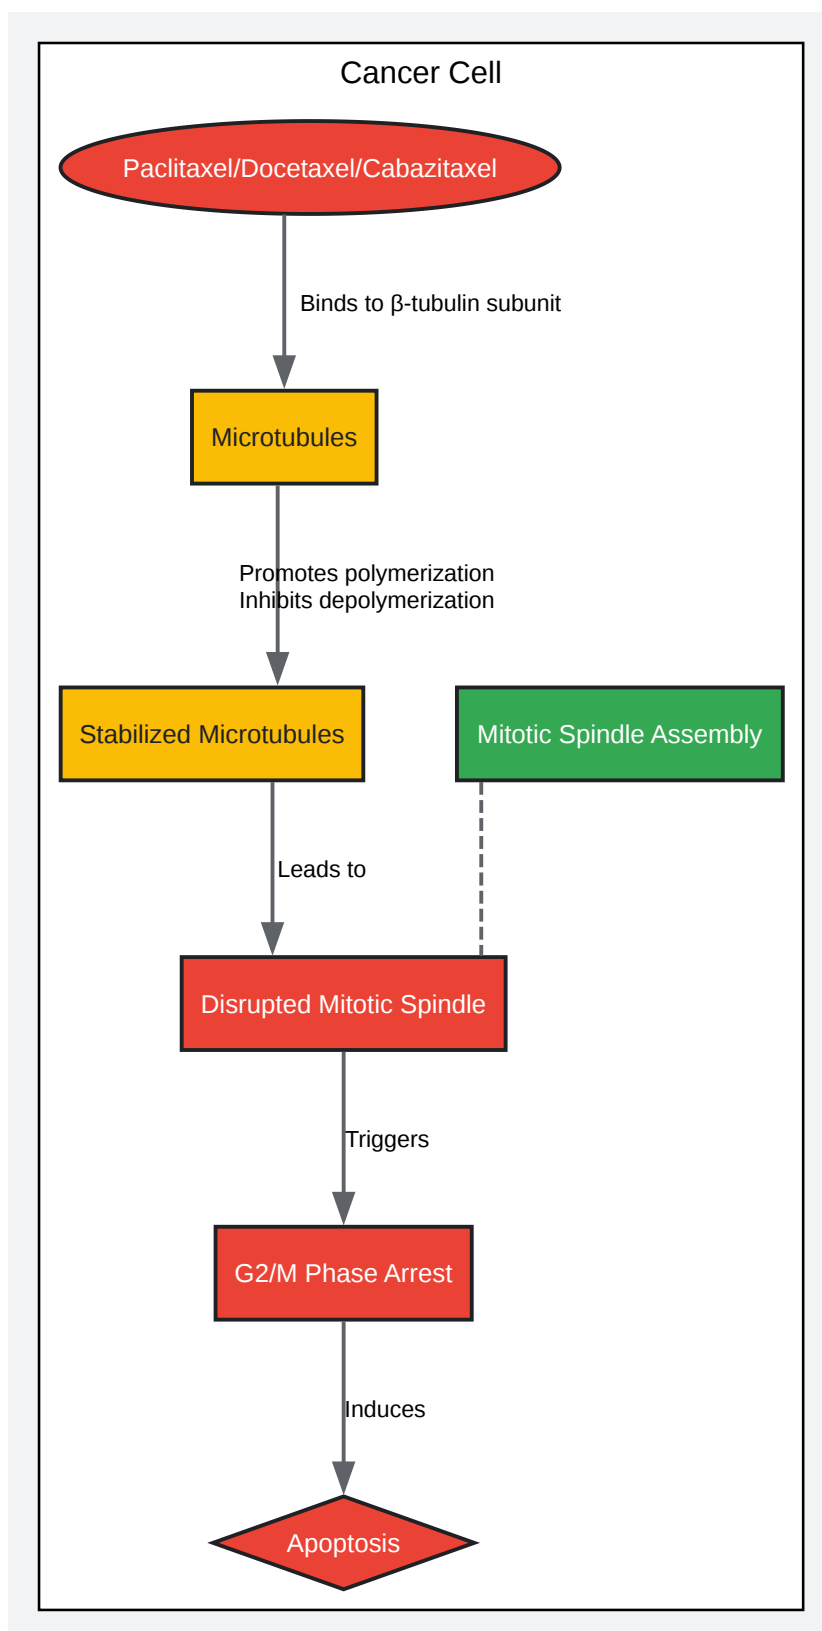 Cancer Cell
Paclitaxel/Docetaxel/Cabazitaxel
Binds to β-tubulin subunit
Microtubules
Promotes polymerization
Inhibits depolymerization
Stabilized Microtubules
Mitotic Spindle Assembly
Leads to
Disrupted Mitotic Spindle
Triggers
G2/M Phase Arrest
Induces
Apoptosis